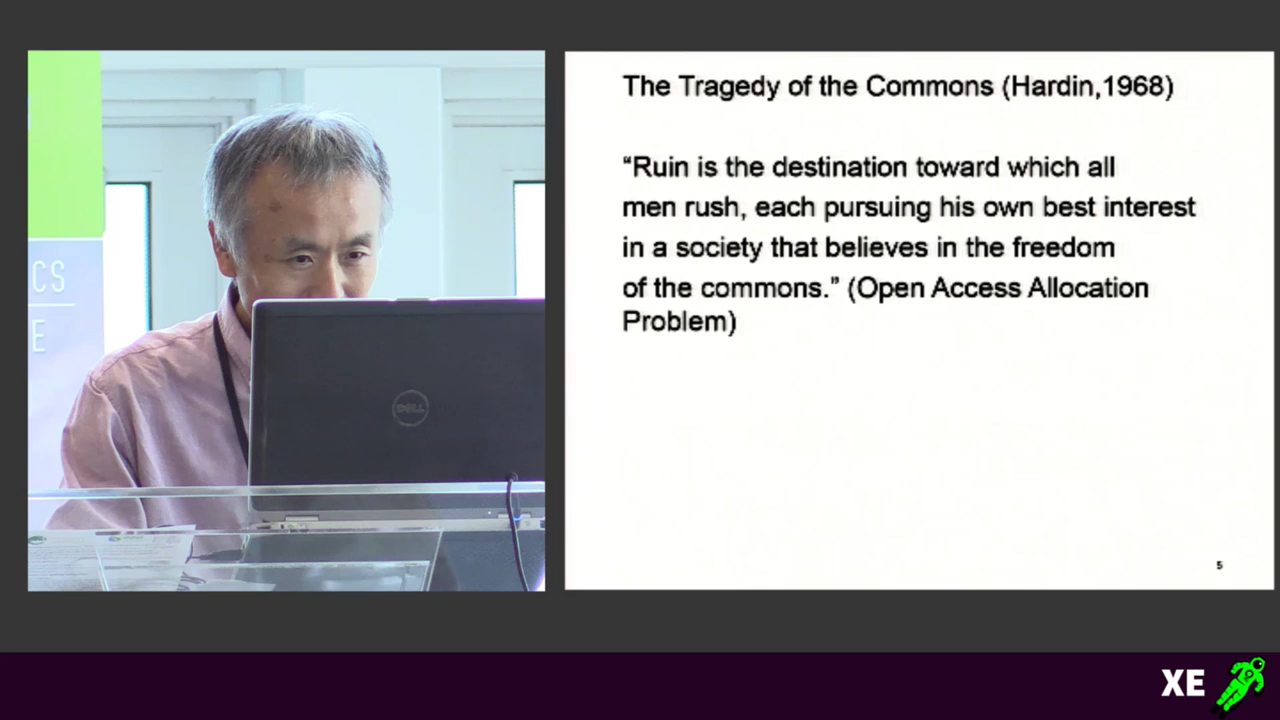 CS
E
DELL
The Tragedy of the Commons (Hardin,1968)
“Ruin is the destination toward which all
men rush, each pursuing his own best interest
in a society that believes in the freedom
of the commons.” (Open Access Allocation
Problem)
5
XE